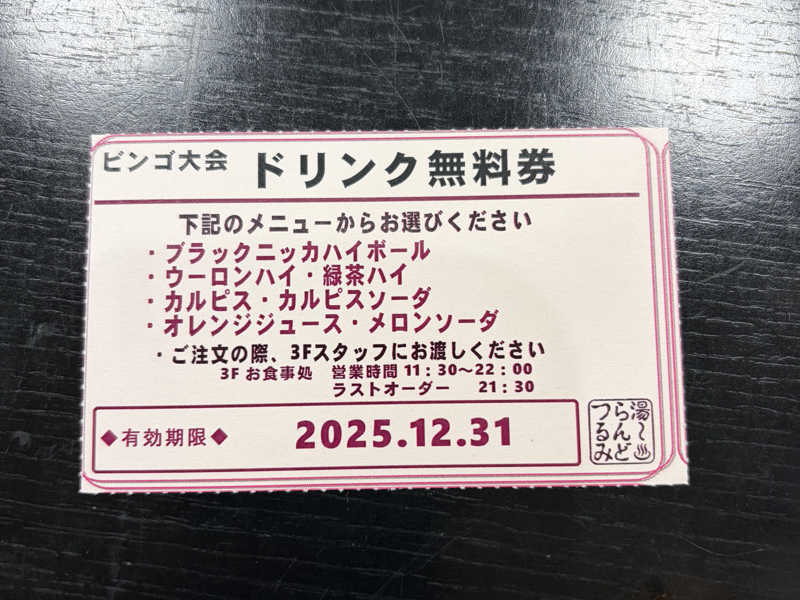 ビンゴ大会 ドリンク無料券
下記のメニューからお選びください
・ブラックニッカハイボール
・ウーロンハイ・緑茶ハイ
・カルピス・カルピスソーダ
・オレンジジュース・メロンソーダ
・ご注文の際、3Fスタッフにお渡しください
3F お食事処 営業時間 11：30～22：00
ラストオーダー 21：30
◆有効期限◆ 2025.12.31
湯～♨
らんど
つるみ